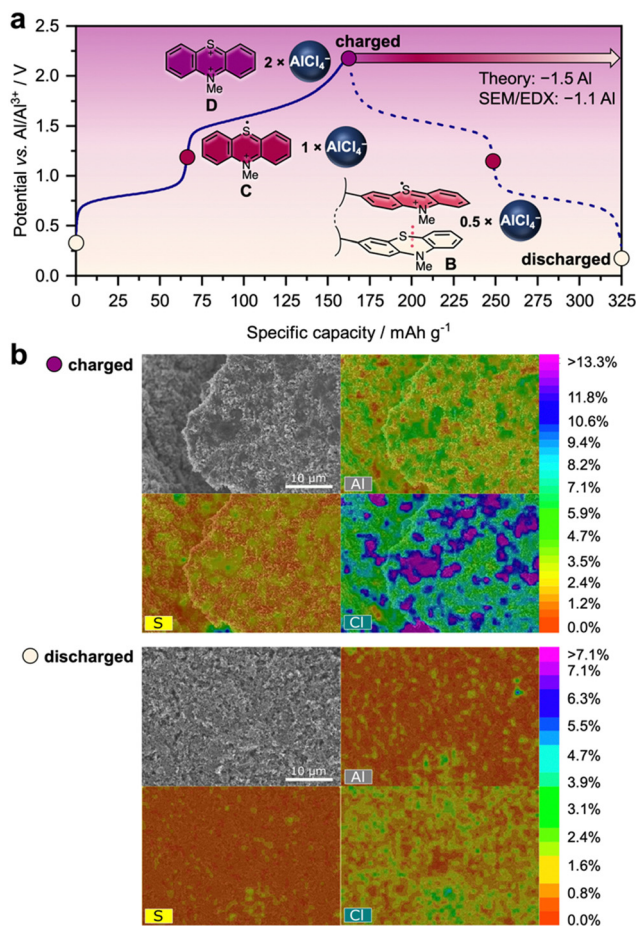 a
2.5
2.0
1.5
1.0
0.5
0.0
Potential vs. Al/Al³⁺ / V
S
N
Me
D
2 × AlCl₄⁻
charged
Theory: −1.5 Al
SEM/EDX: −1.1 Al
S
N
Me
C
1 × AlCl₄⁻
S
N
Me
0.5 × AlCl₄⁻
S
N
Me
B
discharged
0 25 50 75 100 125 150 175 200 225 250 275 300 325
Specific capacity / mAh g⁻¹
b
charged
10 µm
Al
S
Cl
>13.3%
11.8%
10.6%
9.4%
8.2%
7.1%
5.9%
4.7%
3.5%
2.4%
1.2%
0.0%
discharged
10 µm
Al
S
Cl
>7.1%
7.1%
6.3%
5.5%
4.7%
3.9%
3.1%
2.4%
1.6%
0.8%
0.0%